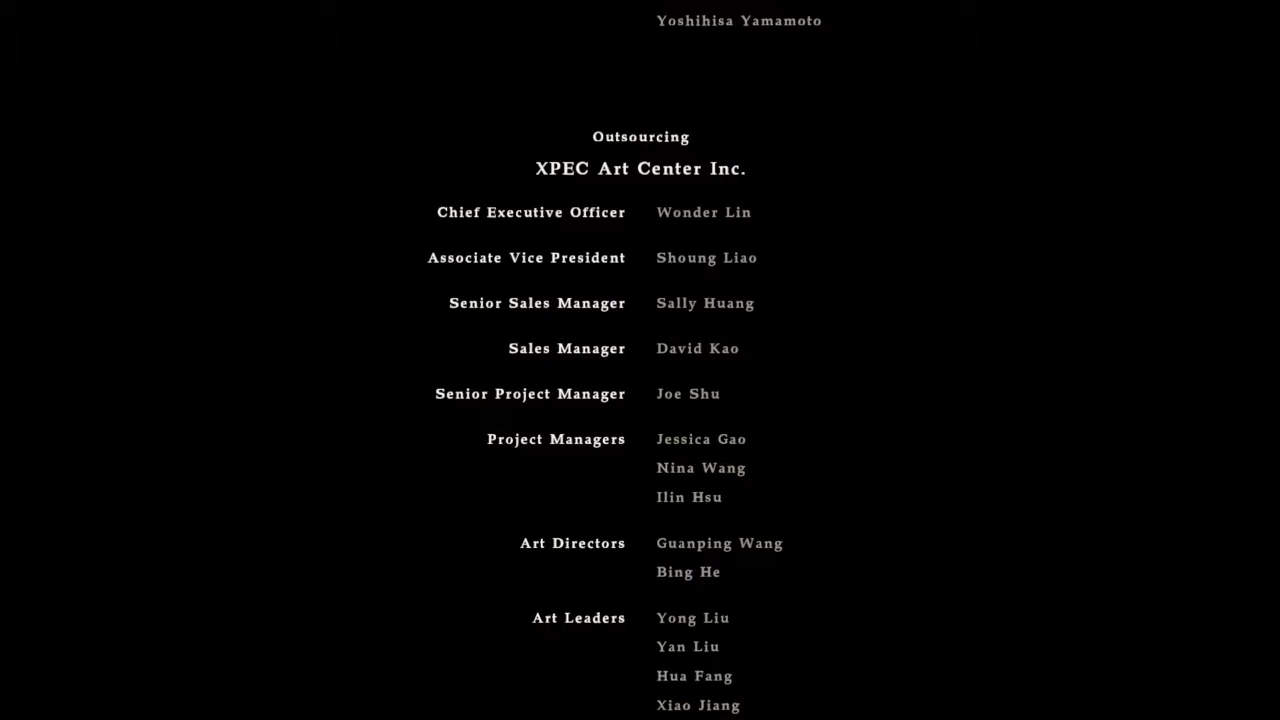 Yoshihisa Yamamoto
Outsourcing
XPEC Art Center Inc.
Chief Executive Officer Wonder Lin
Associate Vice President Shoung Liao
Senior Sales Manager Sally Huang
Sales Manager David Kao
Senior Project Manager Joe Shu
Project Managers Jessica Gao
Nina Wang
Ilin Hsu
Art Directors Guanping Wang
Bing He
Art Leaders Yong Liu
Yan Liu
Hua Fang
Xiao Jiang